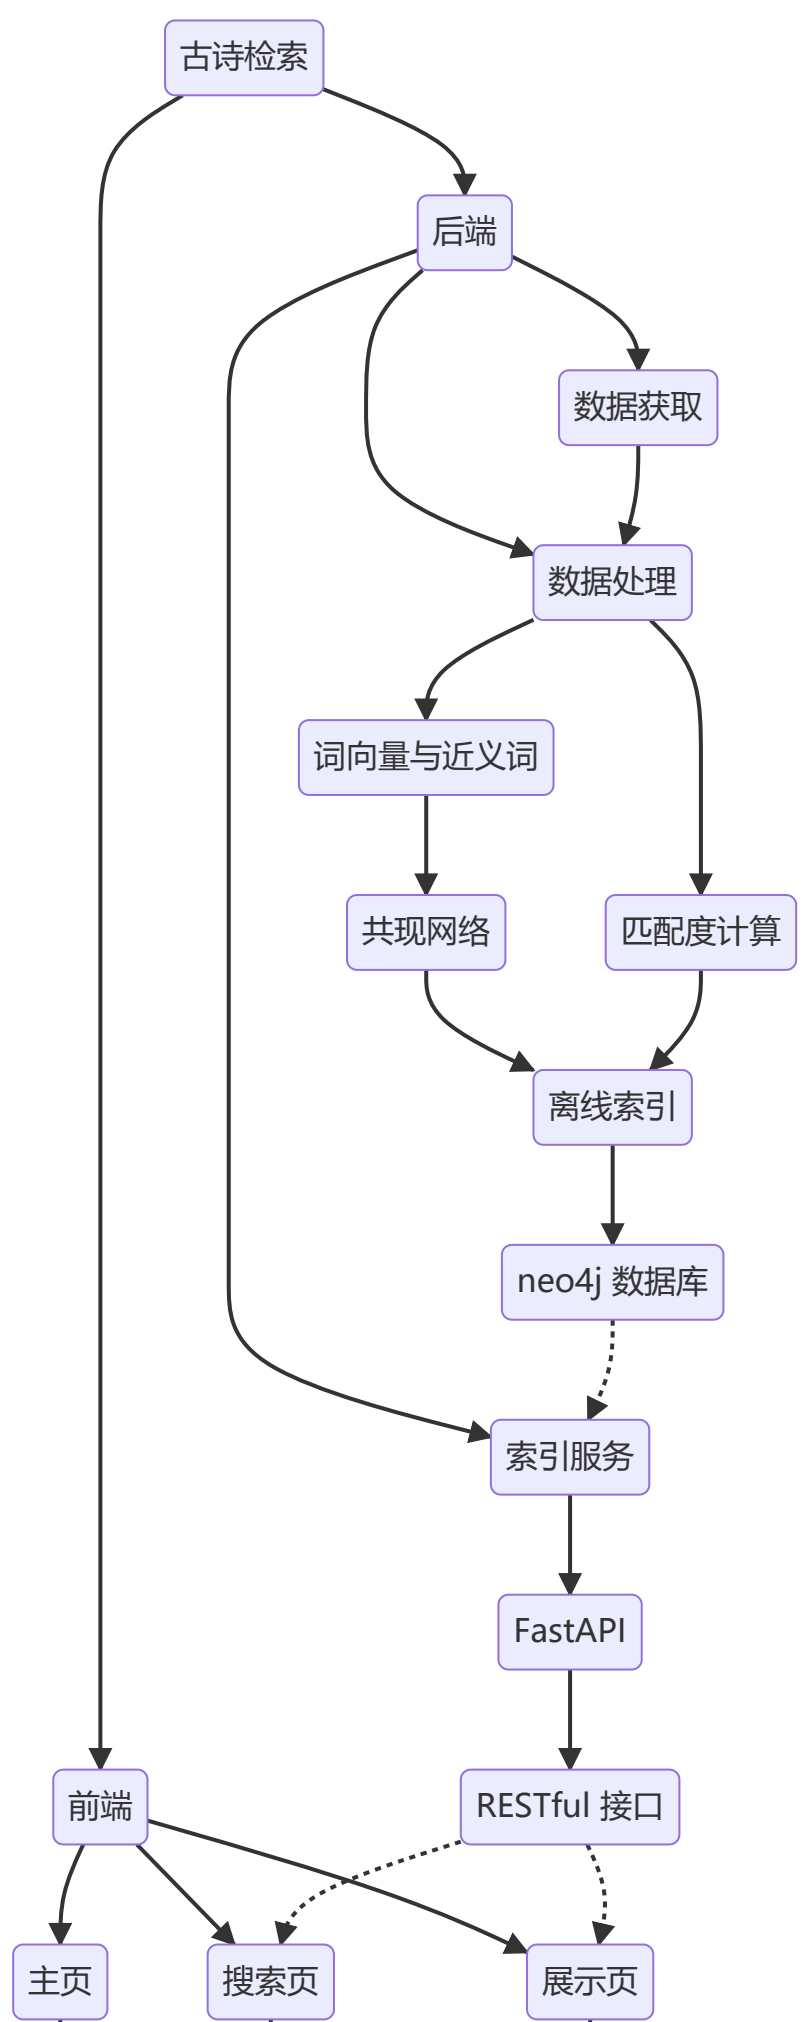 古诗检索
后端
数据获取
数据处理
词向量与近义词
共现网络
匹配度计算
离线索引
neo4j 数据库
索引服务
FastAPI
前端
RESTful 接口
主页
搜索页
展示页